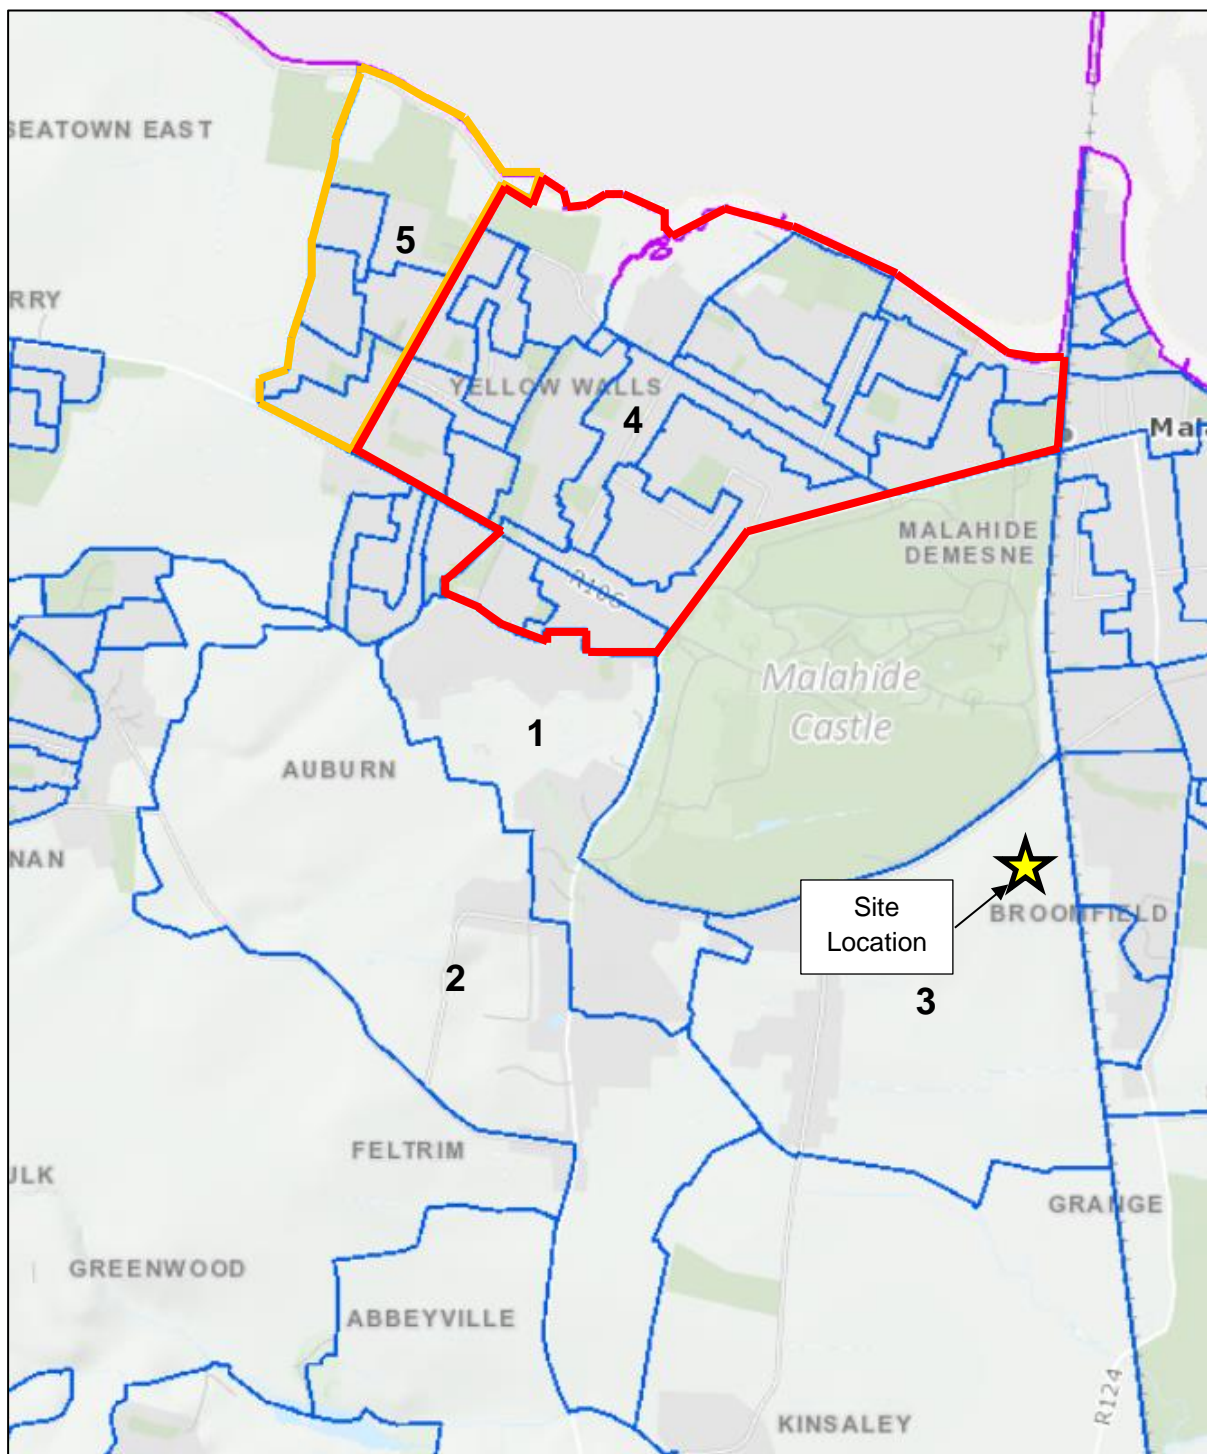 SEATOWN EAST
5
RRY
YELLOW WALLS
4
Mala
MALAHIDE
DEMESNE
R106
Malahide
Castle
1
AUBURN
NAN
Site
Location
BROOMFIELD
2
3
FELTRIM
ULK
GRANGE
GREENWOOD
ABBEYVILLE
R124
KINSALEY